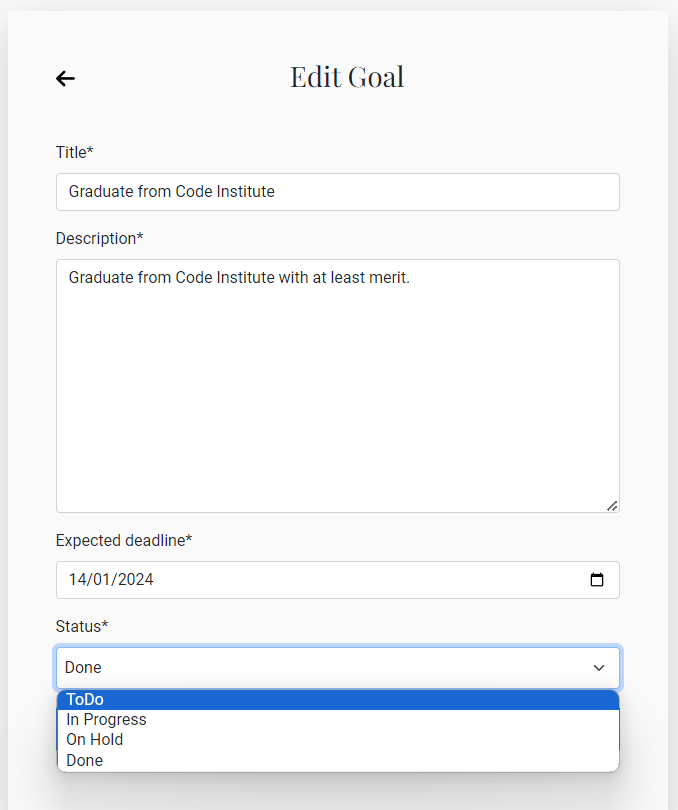 Edit Goal
Title*
Graduate from Code Institute
Description*
Graduate from Code Institute with at least merit.
Expected deadline*
14/01/2024
Status*
Done
ToDo
In Progress
On Hold
Done